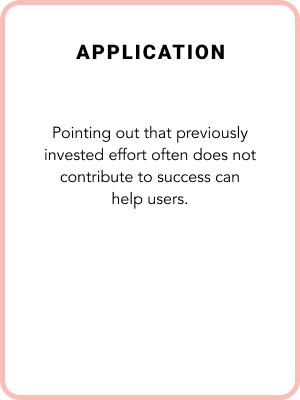 APPLICATION
Pointing out that previously
invested effort often does not
contribute to success can
help users.